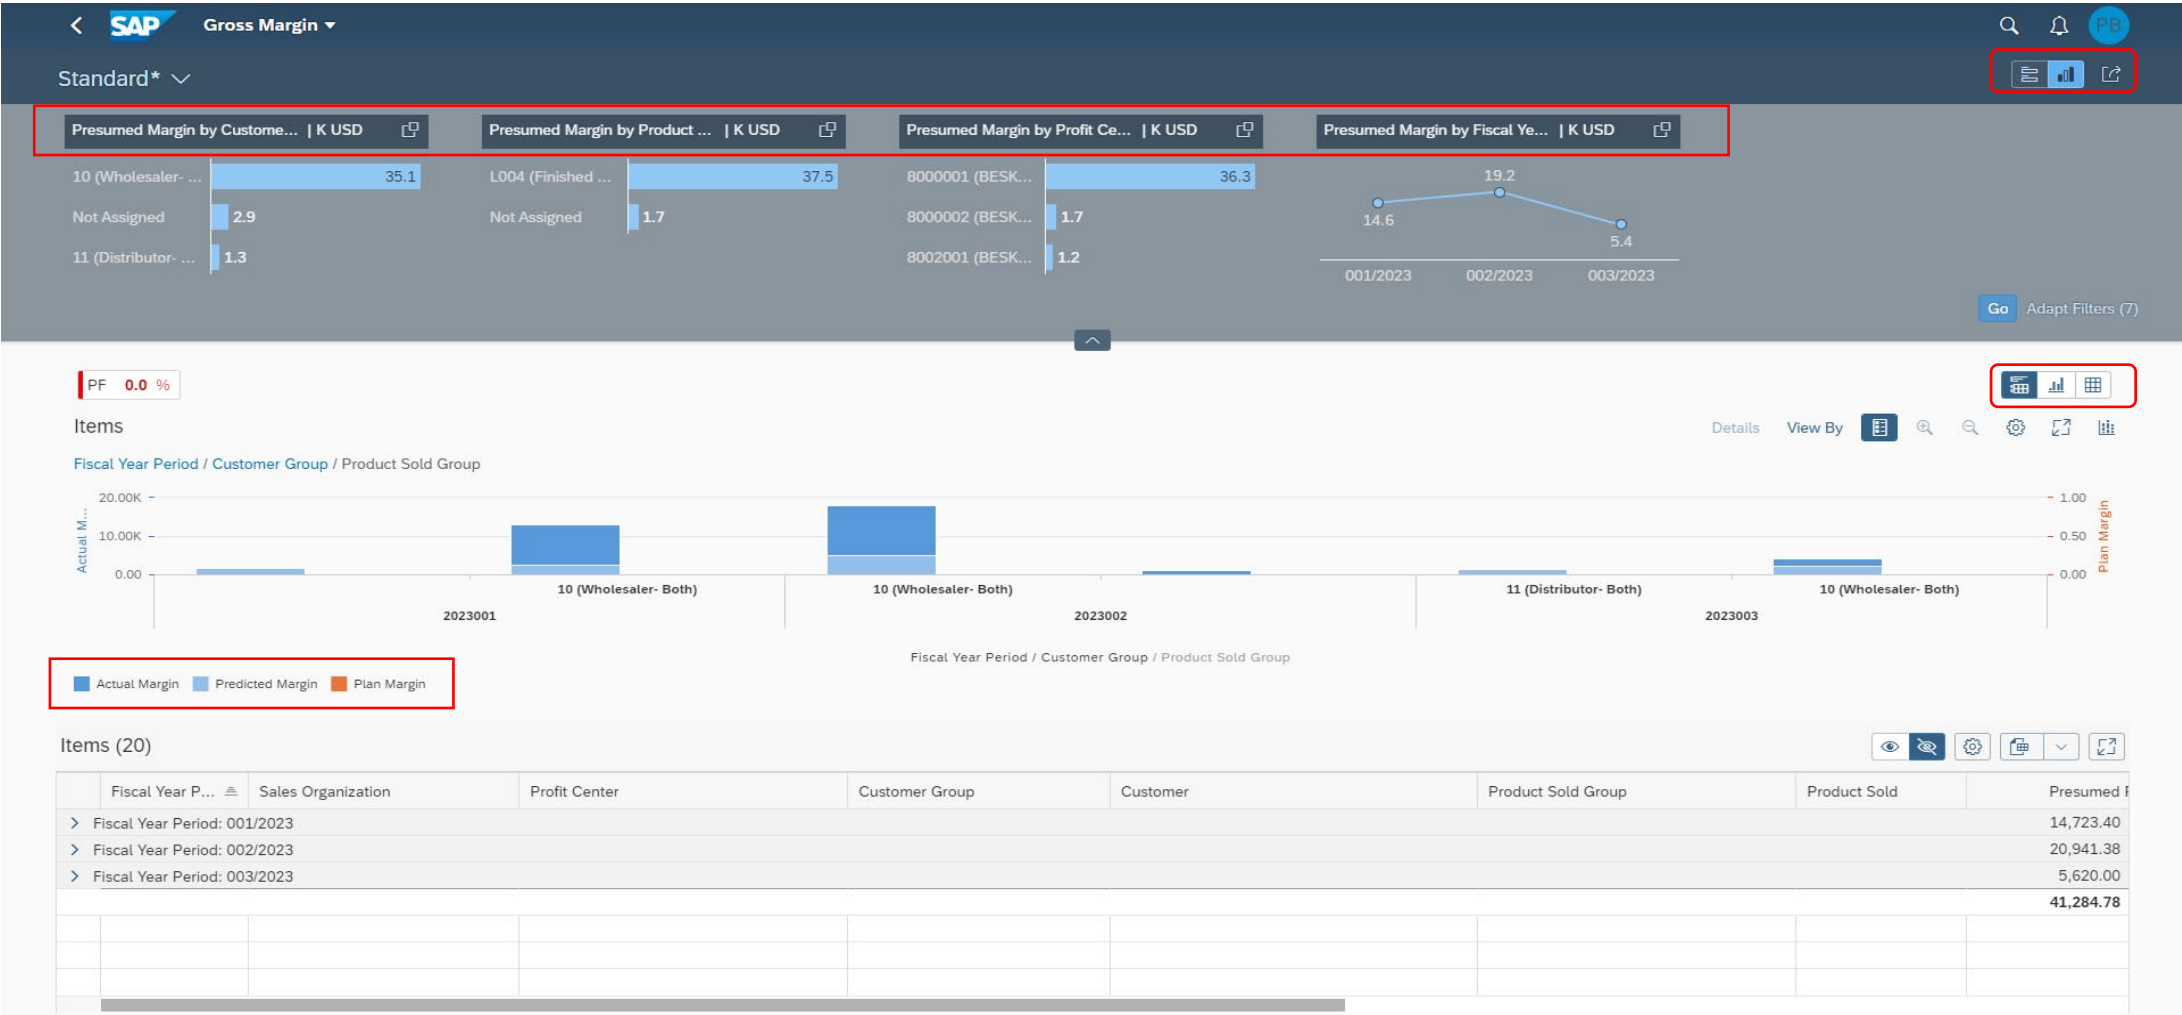 SAP Gross Margin
PB
Standard*
Presumed Margin by Custome... | K USD
10 (Wholesaler- ... 35.1
Not Assigned 2.9
11 (Distributor- ... 1.3
Presumed Margin by Product ... | K USD
L004 (Finished ... 37.5
Not Assigned 1.7
Presumed Margin by Profit Ce... | K USD
8000001 (BESK... 36.3
8000002 (BESK... 1.7
8002001 (BESK... 1.2
Presumed Margin by Fiscal Ye... | K USD
14.6 19.2 5.4
001/2023 002/2023 003/2023
Go Adapt Filters (7)
PF 0.0 %
Items
Details View By
Fiscal Year Period / Customer Group / Product Sold Group
Actual M...
20.00K
10.00K
0.00
1.00
0.50
0.00
Plan Margin
10 (Wholesaler- Both) 10 (Wholesaler- Both) 11 (Distributor- Both) 10 (Wholesaler- Both)
2023001 2023002 2023003
Fiscal Year Period / Customer Group / Product Sold Group
Actual Margin Predicted Margin Plan Margin
Items (20)
Fiscal Year P... Sales Organization Profit Center Customer Group Customer Product Sold Group Product Sold Presumed
Fiscal Year Period: 001/2023 14,723.40
Fiscal Year Period: 002/2023 20,941.38
Fiscal Year Period: 003/2023 5,620.00
41,284.78